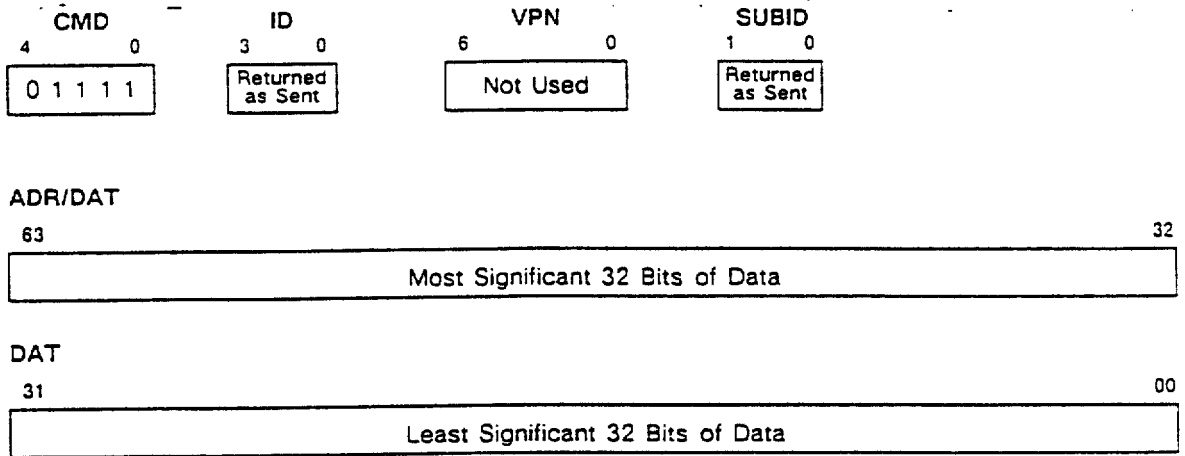 CMD ID VPN SUBID
4 0 3 0 6 0 1 0
0 1 1 1 1 Returned as Sent Not Used Returned as Sent
ADR/DAT
63 32
Most Significant 32 Bits of Data
DAT
31 00
Least Significant 32 Bits of Data